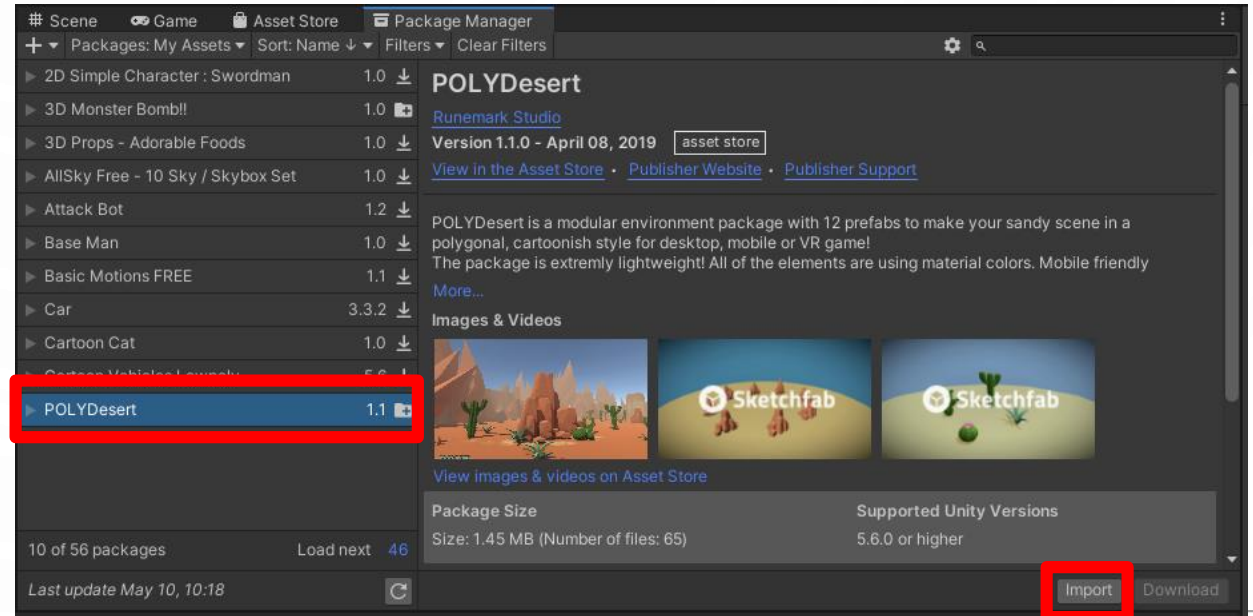 Scene Game Asset Store Package Manager
Packages: My Assets Sort: Name ↓ Filters Clear Filters
2D Simple Character : Swordman 1.0
3D Monster Bomb!! 1.0
3D Props - Adorable Foods 1.0
AllSky Free - 10 Sky / Skybox Set 1.0
Attack Bot 1.2
Base Man 1.0
Basic Motions FREE 1.1
Car 3.3.2
Cartoon Cat 1.0
Cartoon Vehicles Lowpoly 5.6
POLYDesert 1.1
10 of 56 packages Load next 46
Last update May 10, 10:18
POLYDesert
Runemark Studio
Version 1.1.0 - April 08, 2019 asset store
View in the Asset Store • Publisher Website • Publisher Support
POLYDesert is a modular environment package with 12 prefabs to make your sandy scene in a
polygonal, cartoonish style for desktop, mobile or VR game!
The package is extremly lightweight! All of the elements are using material colors. Mobile friendly
More...
Images & Videos
Sketchfab Sketchfab
View images & videos on Asset Store
Package Size Supported Unity Versions
Size: 1.45 MB (Number of files: 65) 5.6.0 or higher
Import Download